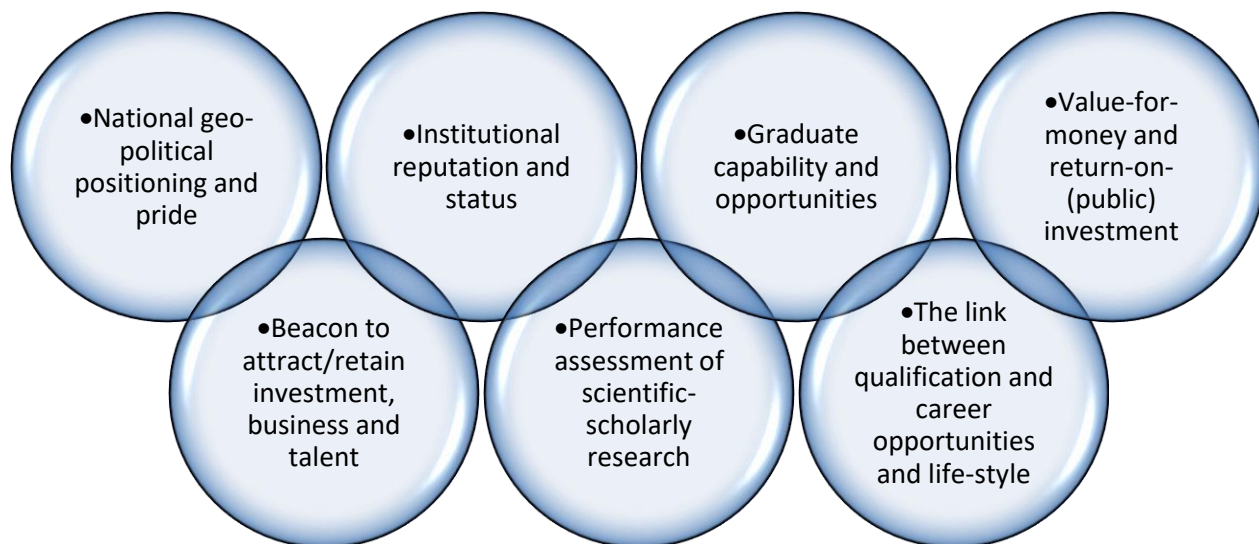 •National geo-
political
positioning and
pride
•Beacon to
attract/retain
investment,
business and
talent
•Institutional
reputation and
status
•Performance
assessment of
scientific-
scholarly
research
•Graduate
capability and
opportunities
•The link
between
qualification and
career
opportunities
and life-style
•Value-for-
money and
return-on-
(public)
investment